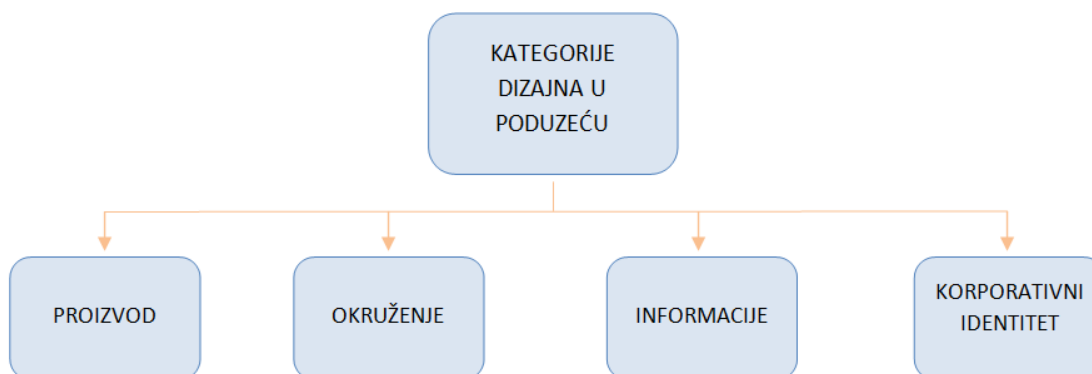 KATEGORIJE
DIZAJNA U
PODUZEĆU
PROIZVOD
OKRUŽENJE
INFORMACIJE
KORPORATIVNI
IDENTITET